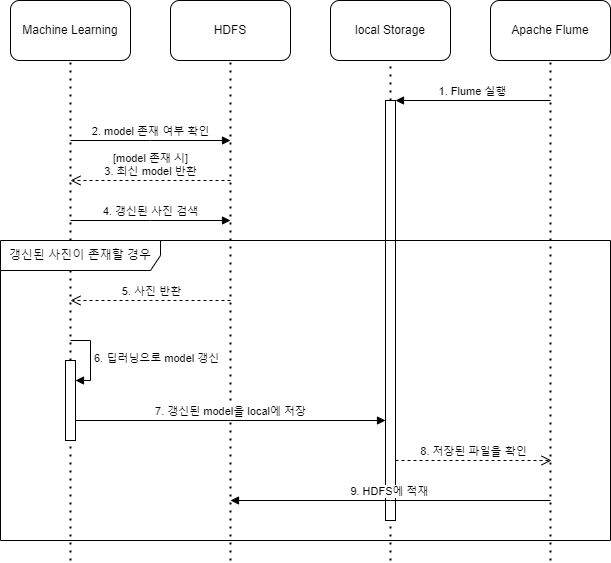 Machine Learning
HDFS
local Storage
Apache Flume
1. Flume 실행
2. model 존재 여부 확인
[model 존재 시]
3. 최신 model 반환
4. 갱신된 사진 검색
갱신된 사진이 존재할 경우
5. 사진 반환
6. 딥러닝으로 model 갱신
7. 갱신된 model을 local에 저장
8. 저장된 파일을 확인
9. HDFS에 적재